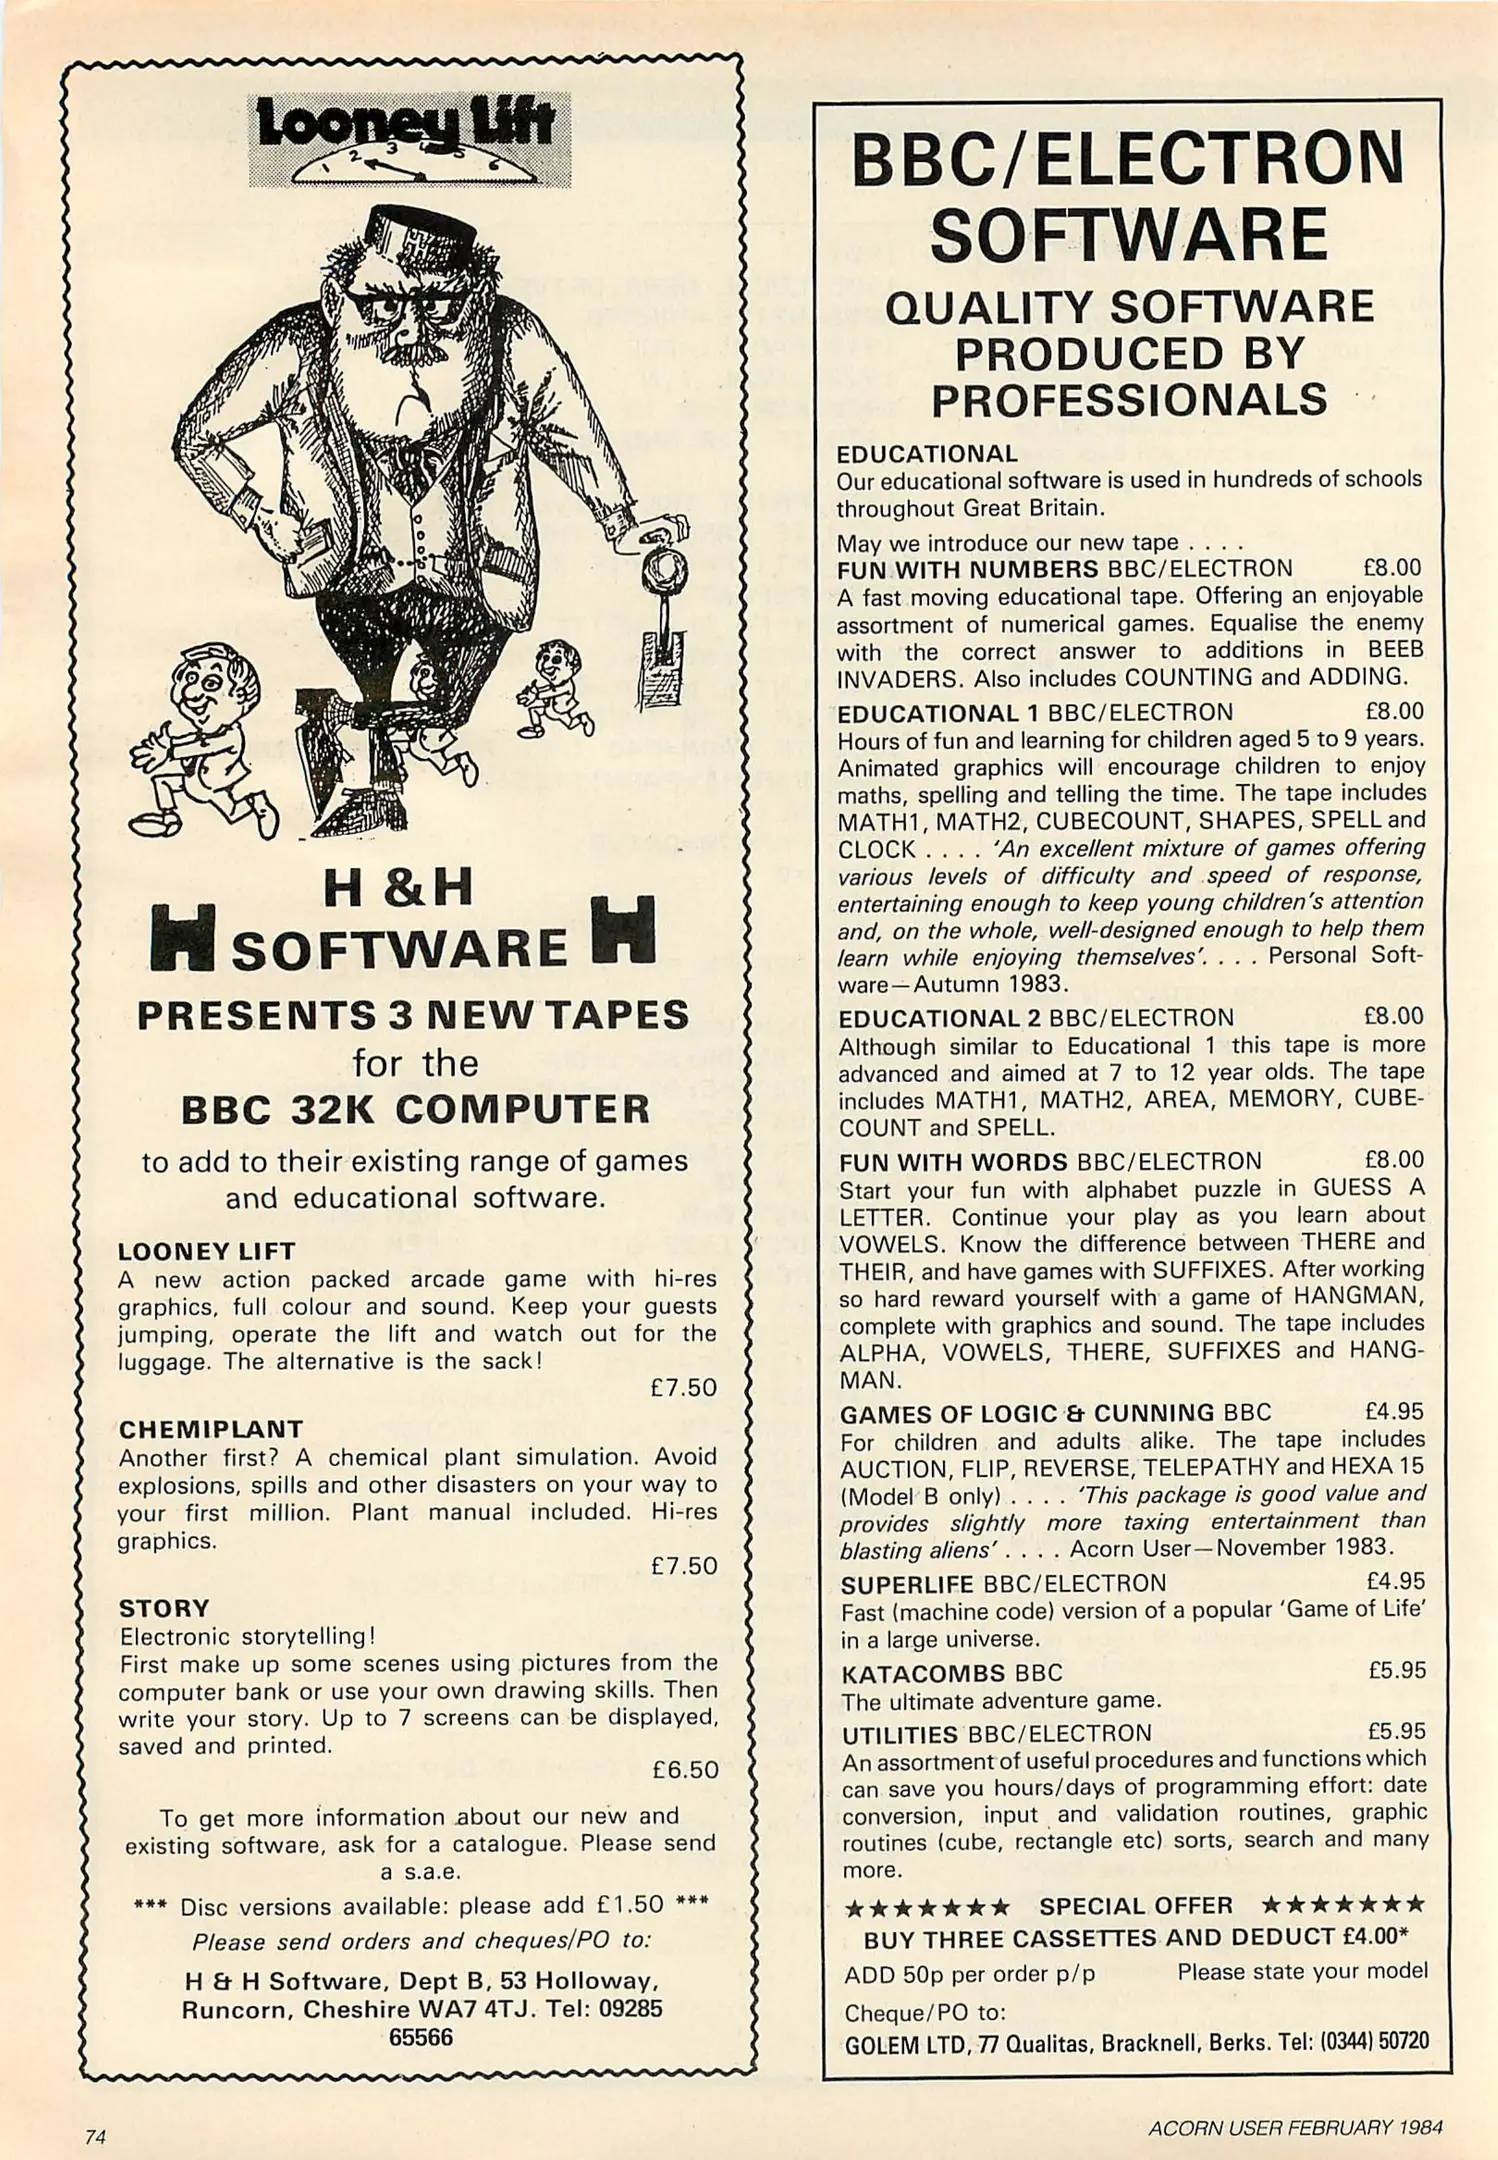 Looney Lift
1 2 3 4 5 6
H & H
H SOFTWARE H
PRESENTS 3 NEW TAPES
for the
BBC 32K COMPUTER
to add to their existing range of games
and educational software.
LOONEY LIFT
A new action packed arcade game with hi-res
graphics, full colour and sound. Keep your guests
jumping, operate the lift and watch out for the
luggage. The alternative is the sack!
£7.50
CHEMIPLANT
Another first? A chemical plant simulation. Avoid
explosions, spills and other disasters on your way to
your first million. Plant manual included. Hi-res
graphics.
£7.50
STORY
Electronic storytelling!
First make up some scenes using pictures from the
computer bank or use your own drawing skills. Then
write your story. Up to 7 screens can be displayed,
saved and printed.
£6.50
To get more information about our new and
existing software, ask for a catalogue. Please send
a s.a.e.
*** Disc versions available: please add £1.50 ***
Please send orders and cheques/PO to:
H & H Software, Dept B, 53 Holloway,
Runcorn, Cheshire WA7 4TJ. Tel: 09285
65566
BBC/ELECTRON
SOFTWARE
QUALITY SOFTWARE
PRODUCED BY
PROFESSIONALS
EDUCATIONAL
Our educational software is used in hundreds of schools
throughout Great Britain.
May we introduce our new tape . . . .
FUN WITH NUMBERS BBC/ELECTRON £8.00
A fast moving educational tape. Offering an enjoyable
assortment of numerical games. Equalise the enemy
with the correct answer to additions in BEEB
INVADERS. Also includes COUNTING and ADDING.
EDUCATIONAL 1 BBC/ELECTRON £8.00
Hours of fun and learning for children aged 5 to 9 years.
Animated graphics will encourage children to enjoy
maths, spelling and telling the time. The tape includes
MATH1, MATH2, CUBECOUNT, SHAPES, SPELL and
CLOCK . . . . 'An excellent mixture of games offering
various levels of difficulty and speed of response,
entertaining enough to keep young children's attention
and, on the whole, well-designed enough to help them
learn while enjoying themselves'. . . . Personal Soft-
ware—Autumn 1983.
EDUCATIONAL 2 BBC/ELECTRON £8.00
Although similar to Educational 1 this tape is more
advanced and aimed at 7 to 12 year olds. The tape
includes MATH1, MATH2, AREA, MEMORY, CUBE-
COUNT and SPELL.
FUN WITH WORDS BBC/ELECTRON £8.00
Start your fun with alphabet puzzle in GUESS A
LETTER. Continue your play as you learn about
VOWELS. Know the difference between THERE and
THEIR, and have games with SUFFIXES. After working
so hard reward yourself with a game of HANGMAN,
complete with graphics and sound. The tape includes
ALPHA, VOWELS, THERE, SUFFIXES and HANG-
MAN.
GAMES OF LOGIC & CUNNING BBC £4.95
For children and adults alike. The tape includes
AUCTION, FLIP, REVERSE, TELEPATHY and HEXA 15
(Model B only) . . . . 'This package is good value and
provides slightly more taxing entertainment than
blasting aliens' . . . . Acorn User—November 1983.
SUPERLIFE BBC/ELECTRON £4.95
Fast (machine code) version of a popular 'Game of Life'
in a large universe.
KATACOMBS BBC £5.95
The ultimate adventure game.
UTILITIES BBC/ELECTRON £5.95
An assortment of useful procedures and functions which
can save you hours/days of programming effort: date
conversion, input and validation routines, graphic
routines (cube, rectangle etc) sorts, search and many
more.
★★★★★★★ SPECIAL OFFER ★★★★★★★
BUY THREE CASSETTES AND DEDUCT £4.00*
ADD 50p per order p/p Please state your model
Cheque/PO to:
GOLEM LTD, 77 Qualitas, Bracknell, Berks. Tel: (0344) 50720
74
ACORN USER FEBRUARY 1984